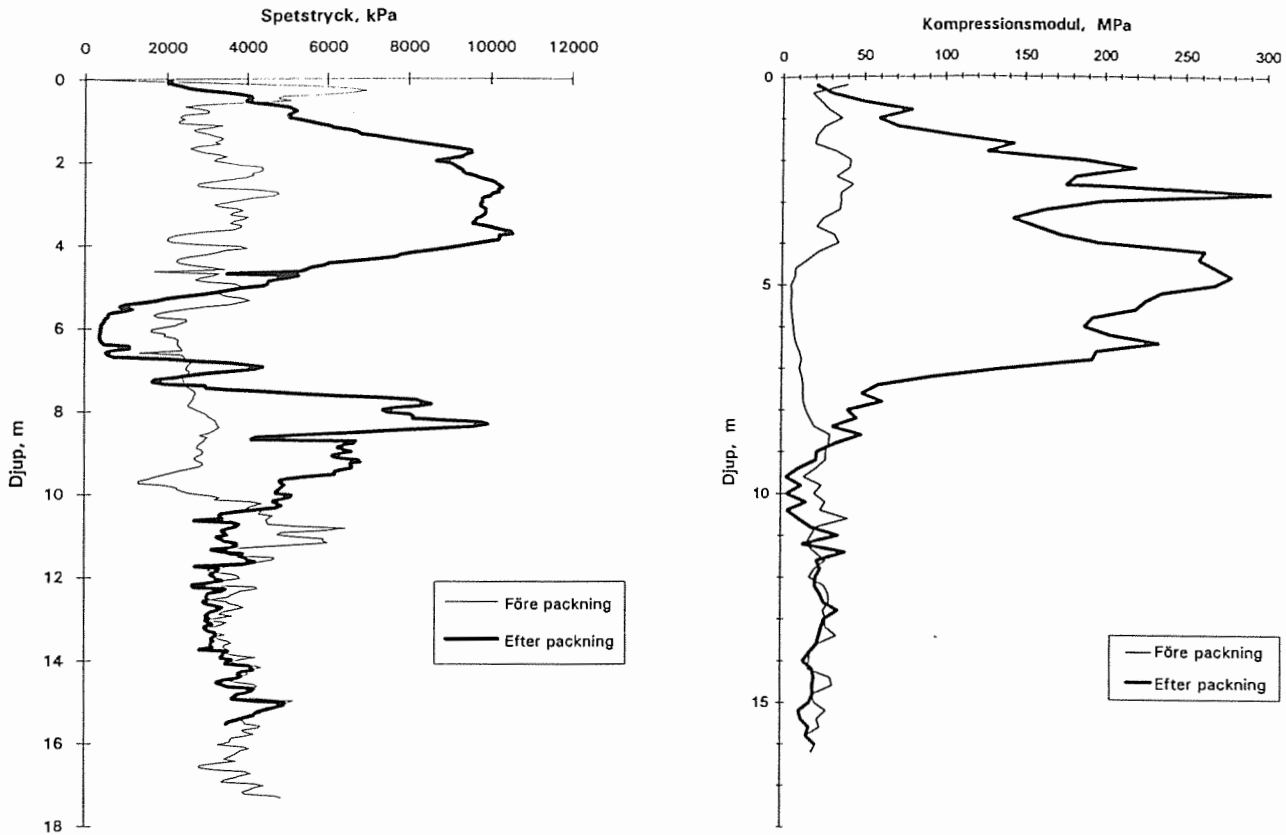 Spetstryck, kPa
0 2000 4000 6000 8000 10000 12000
0
2
4
6
8
10
12
14
16
18
Djup, m
Före packning
Efter packning
Kompressionsmodul, MPa
0 50 100 150 200 250 300
0
5
10
15
Djup, m
Före packning
Efter packning